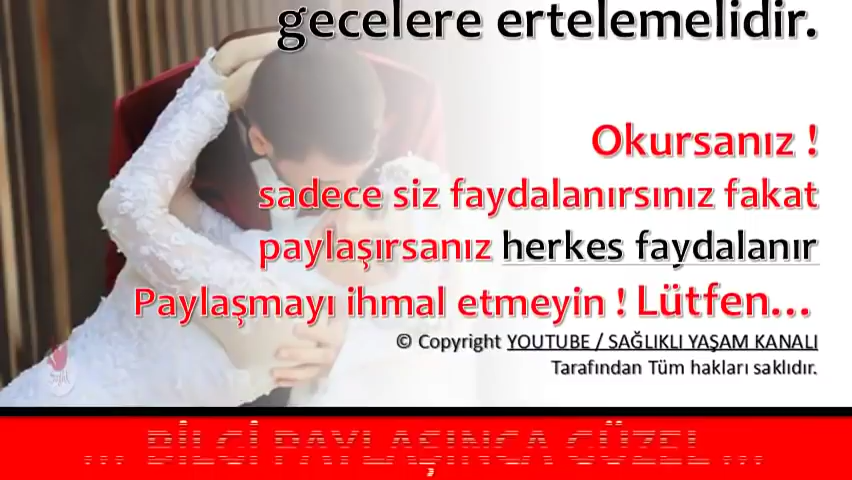 gecelere ertelemelidir.
Okursanız !
sadece siz faydalanırsınız fakat
paylaşırsanız herkes faydalanır
Paylaşmayı ihmal etmeyin ! Lütfen...
© Copyright YOUTUBE / SAĞLIKLI YAŞAM KANALI
Tarafından Tüm hakları saklıdır.
... BİLGİ PAYLAŞINCA GÜZEL ...